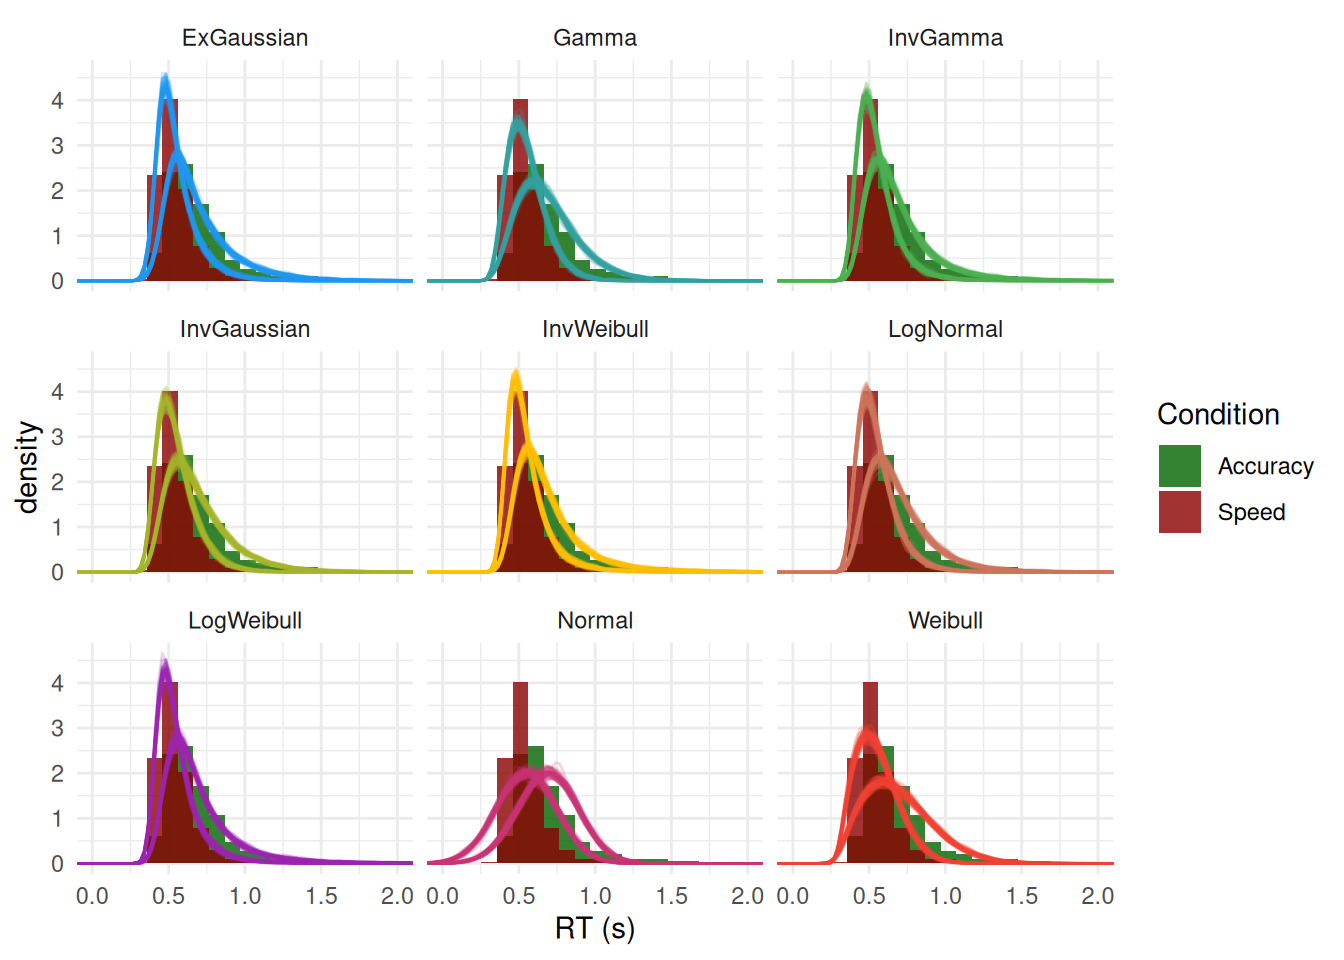 ExGaussian Gamma InvGamma
4
3
2
1
0
InvGaussian InvWeibull LogNormal
4
3
2
1
0
LogWeibull Normal Weibull
4
3
2
1
0
0.0 0.5 1.0 1.5 2.0 0.0 0.5 1.0 1.5 2.0 0.0 0.5 1.0 1.5 2.0
RT (s)
density
Condition
Accuracy
Speed